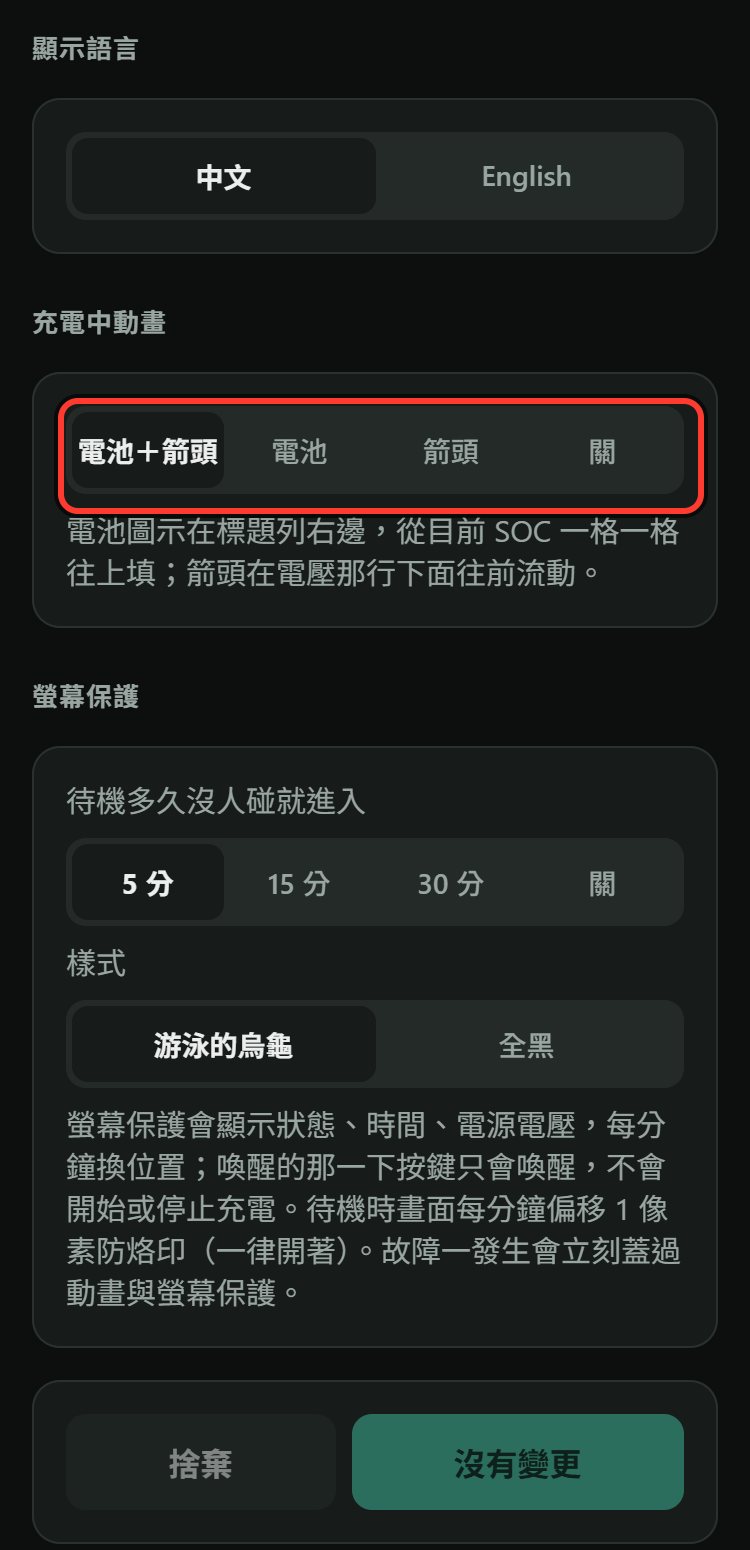 顯示語言
中文 English
充電中動畫
電池＋箭頭 電池 箭頭 關
電池圖示在標題列右邊，從目前 SOC 一格一格
往上填；箭頭在電壓那行下面往前流動。
螢幕保護
待機多久沒人碰就進入
5 分 15 分 30 分 關
樣式
游泳的烏龜 全黑
螢幕保護會顯示狀態、時間、電源電壓，每分
鐘換位置；喚醒的那一下按鍵只會喚醒，不會
開始或停止充電。待機時畫面每分鐘偏移 1 像
素防烙印（一律開著）。故障一發生會立刻蓋過
動畫與螢幕保護。
捨棄 沒有變更